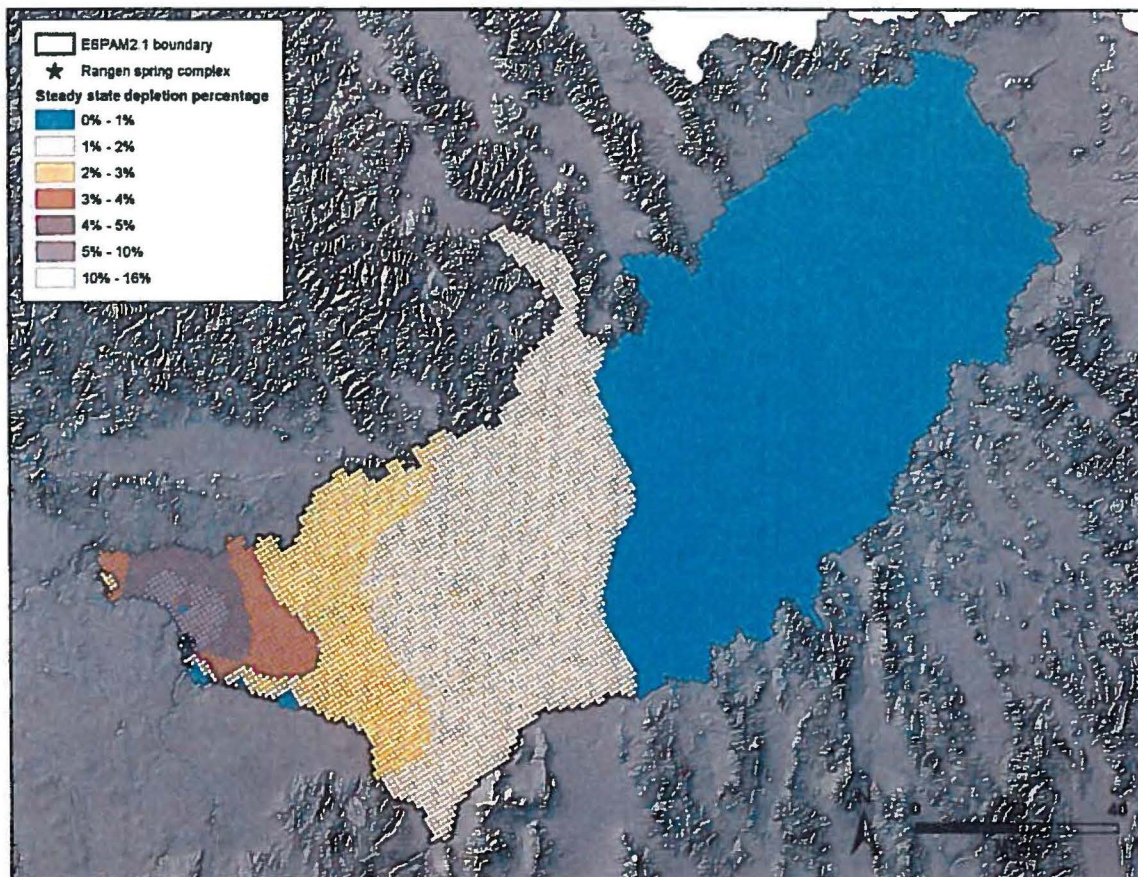 ESPAM2.1 boundary
Rangen spring complex
Steady state depletion percentage
0% - 1%
1% - 2%
2% - 3%
3% - 4%
4% - 5%
5% - 10%
10% - 16%
N
0
40